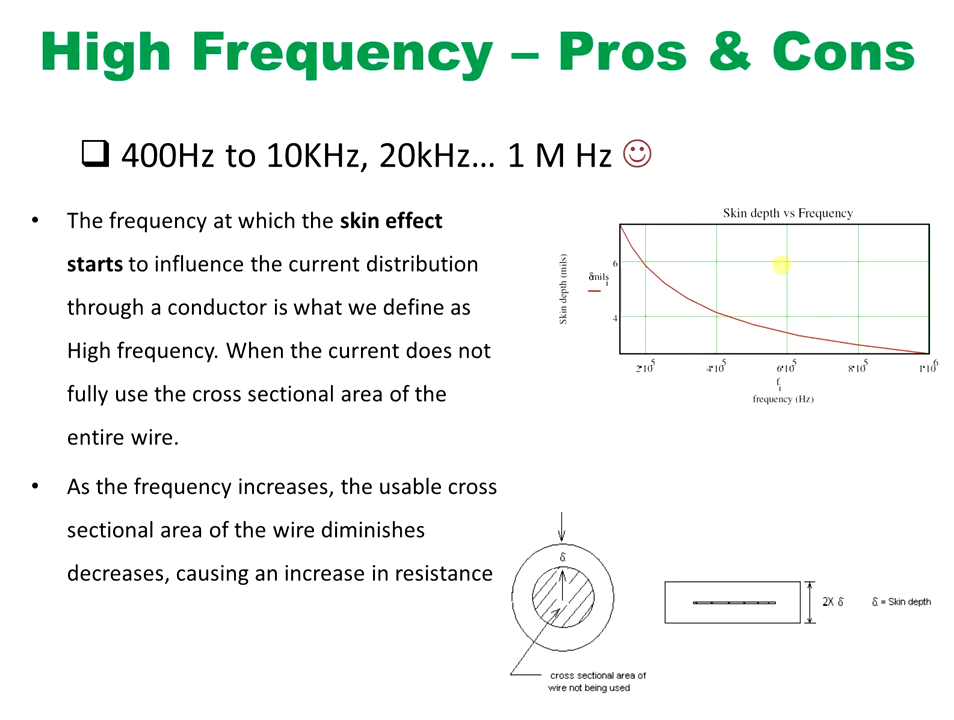 High Frequency – Pros & Cons
❑ 400Hz to 10KHz, 20kHz… 1 M Hz ☺
• The frequency at which the skin effect
starts to influence the current distribution
through a conductor is what we define as
High frequency. When the current does not
fully use the cross sectional area of the
entire wire.
• As the frequency increases, the usable cross
sectional area of the wire diminishes
decreases, causing an increase in resistance
Skin depth vs Frequency
Skin depth (mils)
δmils i
6
4
2·10^5 4·10^5 6·10^5 8·10^5 1·10^6
f i
frequency (Hz)
δ
cross sectional area of
wire not being used
2X δ
δ = Skin depth